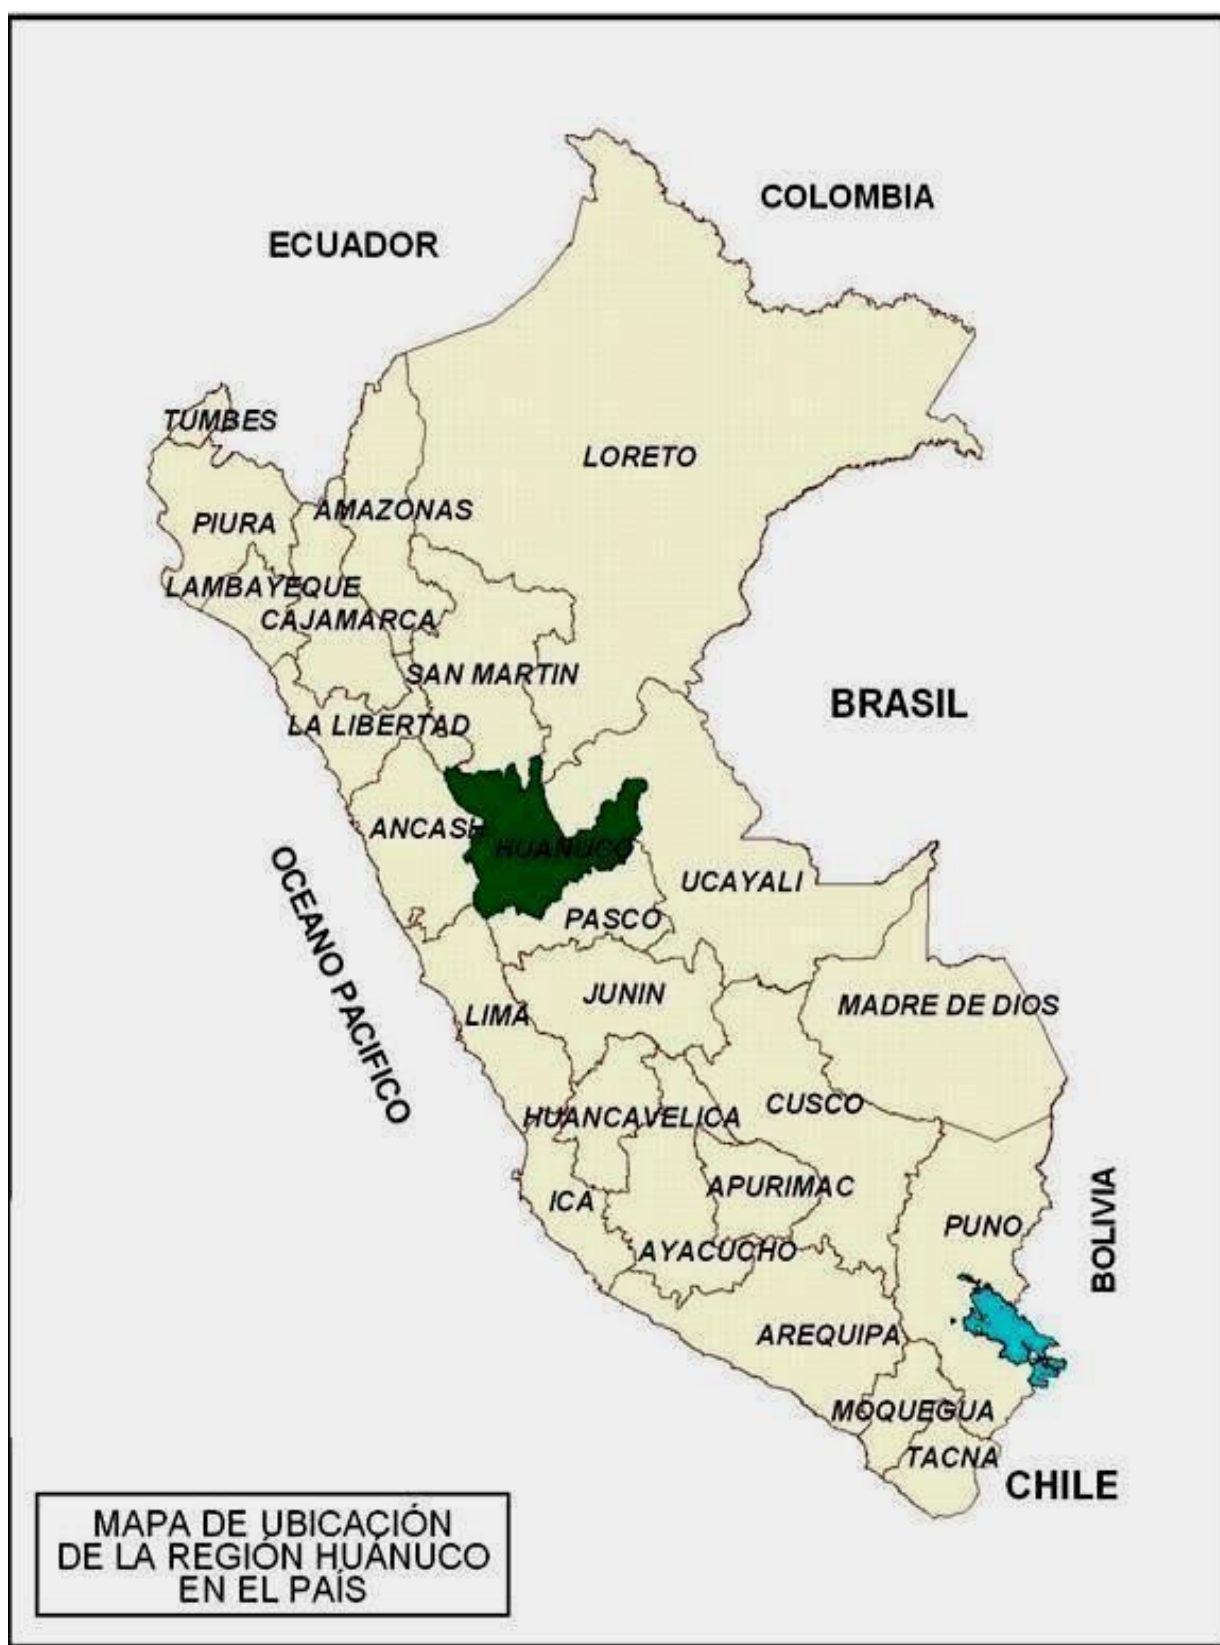 COLOMBIA
ECUADOR
TUMBES
LORETO
AMAZONAS
PIURA
LAMBAYEQUE
CAJAMARCA
SAN MARTIN
BRASIL
LA LIBERTAD
ANCASH
HUANUCO
UCAYALI
PASCO
OCEANO PACIFICO
JUNIN
MADRE DE DIOS
LIMA
CUSCO
HUANCAVELICA
APURIMAC
ICA
PUNO
BOLIVIA
AYACUCHO
AREQUIPA
MOQUEGUA
TACNA
CHILE
MAPA DE UBICACIÓN
DE LA REGIÓN HUÁNUCO
EN EL PAÍS